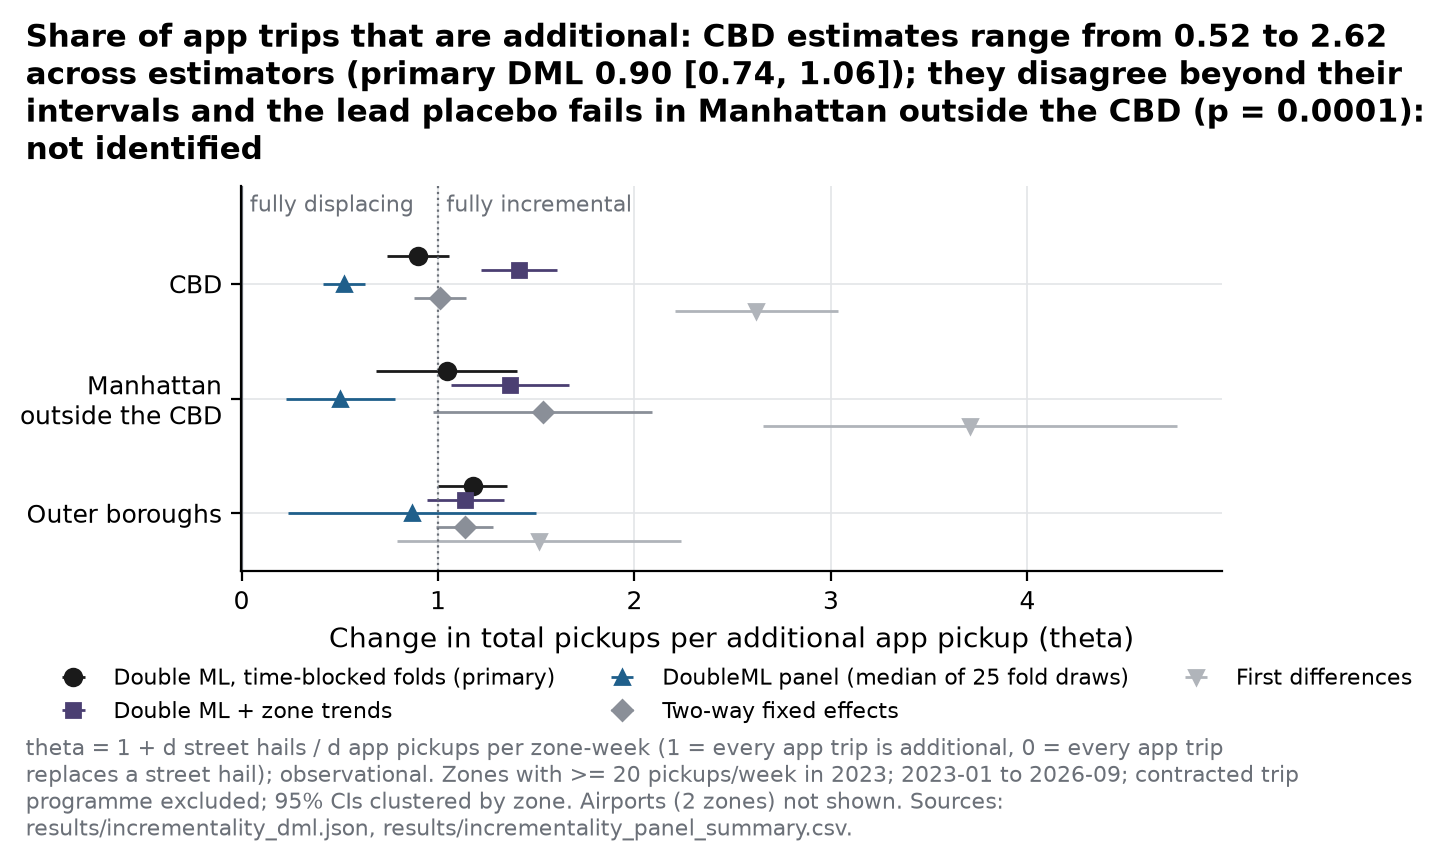 Share of app trips that are additional: CBD estimates range from 0.52 to 2.62
across estimators (primary DML 0.90 [0.74, 1.06]); they disagree beyond their
intervals and the lead placebo fails in Manhattan outside the CBD (p = 0.0001):
not identified
fully displacing
fully incremental
CBD
Manhattan
outside the CBD
Outer boroughs
0 1 2 3 4
Change in total pickups per additional app pickup (theta)
Double ML, time-blocked folds (primary)
Double ML + zone trends
DoubleML panel (median of 25 fold draws)
Two-way fixed effects
First differences
theta = 1 + d street hails / d app pickups per zone-week (1 = every app trip is additional, 0 = every app trip
replaces a street hail); observational. Zones with >= 20 pickups/week in 2023; 2023-01 to 2026-09; contracted trip
programme excluded; 95% CIs clustered by zone. Airports (2 zones) not shown. Sources:
results/incrementality_dml.json, results/incrementality_panel_summary.csv.